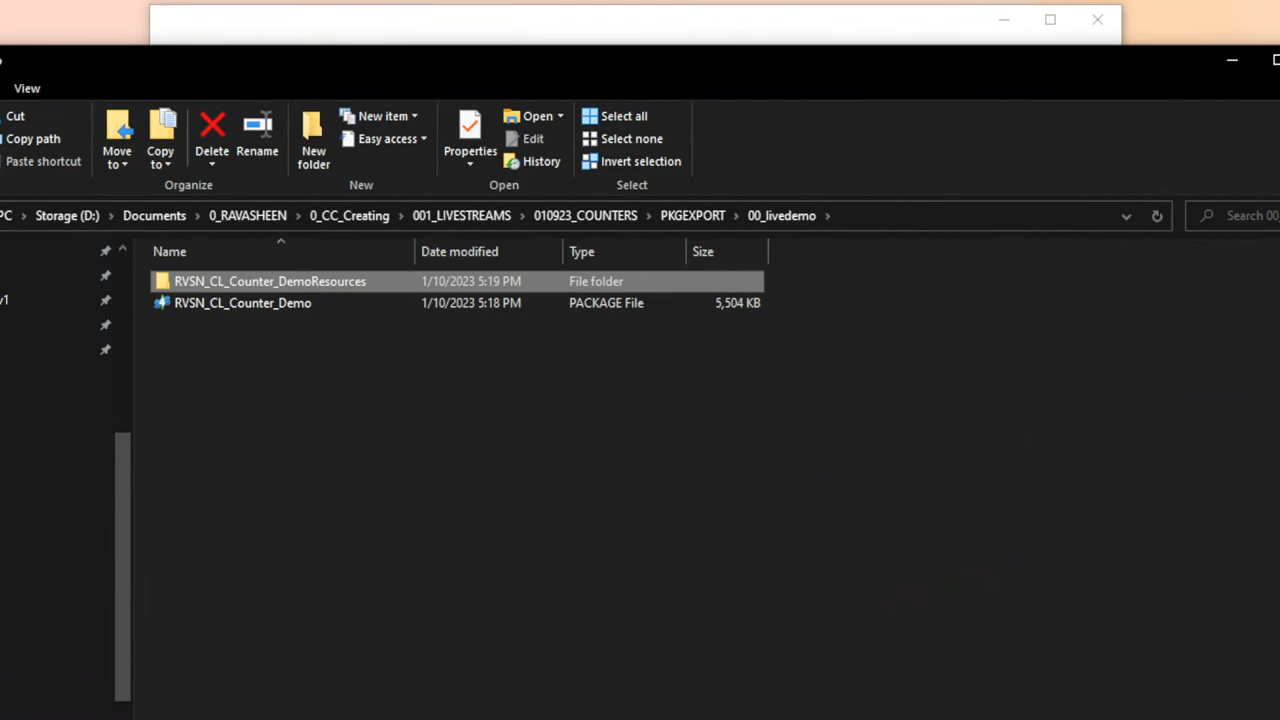 View
Cut
Copy path
Paste shortcut
Move to
Copy to
Delete
Rename
Organize
New folder
New item
Easy access
New
Properties
Open
Edit
History
Open
Select all
Select none
Invert selection
Select
PC > Storage (D:) > Documents > 0_RAVASHEEN > 0_CC_Creating > 001_LIVESTREAMS > 010923_COUNTERS > PKGEXPORT > 00_livedemo >
Search 00_
Name Date modified Type Size
RVSN_CL_Counter_DemoResources 1/10/2023 5:19 PM File folder
v1
RVSN_CL_Counter_Demo 1/10/2023 5:18 PM PACKAGE File 5,504 KB